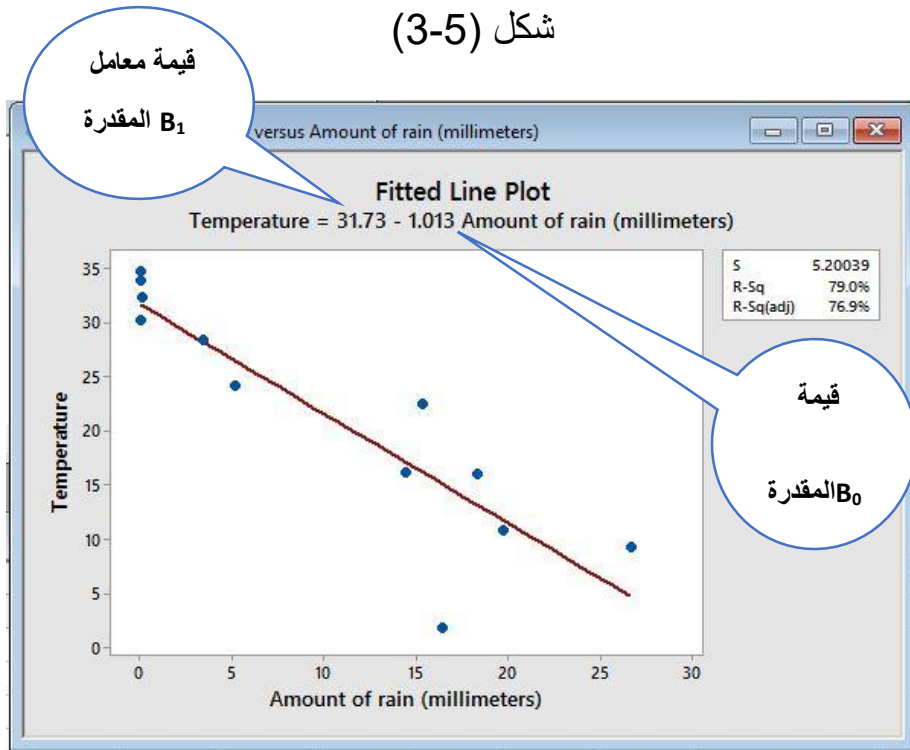 شكل (5-3)
قيمة معامل
B1 المقدرة
versus Amount of rain (millimeters)
Fitted Line Plot
Temperature = 31.73 - 1.013 Amount of rain (millimeters)
S 5.20039
R-Sq 79.0%
R-Sq(adj) 76.9%
قيمة
B0المقدرة
Temperature
35
30
25
20
15
10
5
0
0 5 10 15 20 25 30
Amount of rain (millimeters)